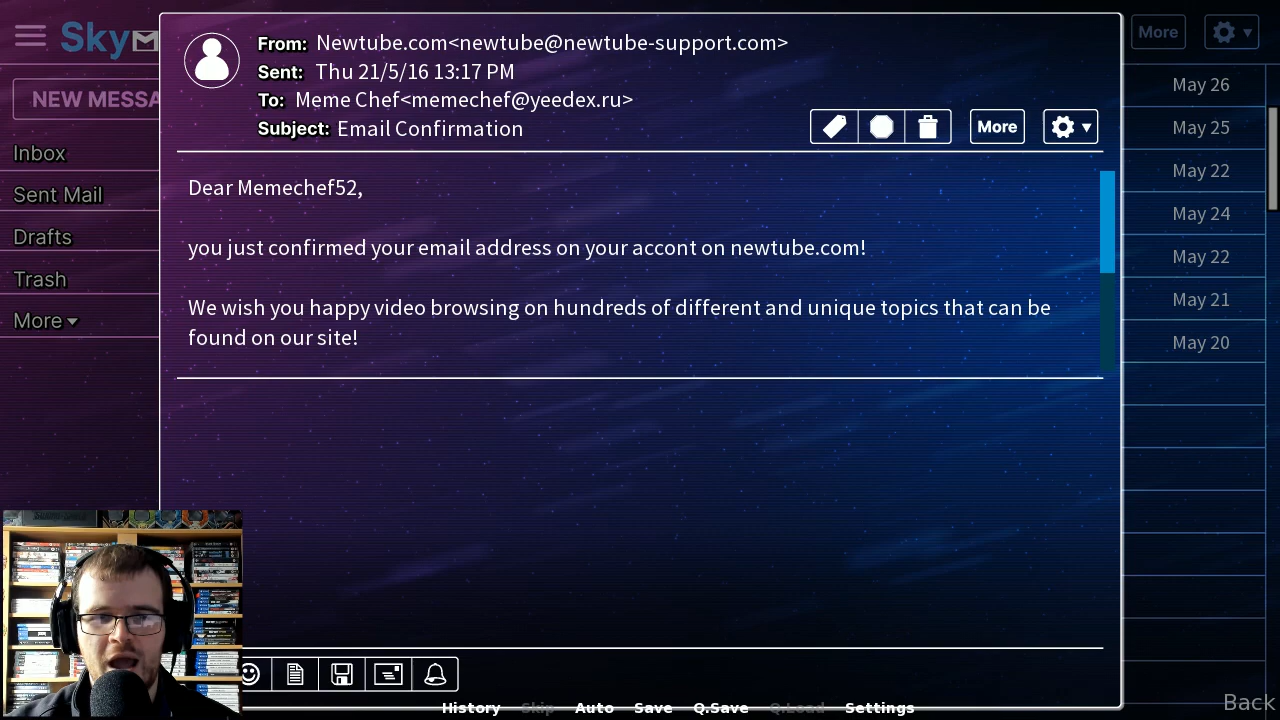 Sky
More
NEW MESSA
Inbox
Sent Mail
Drafts
Trash
More
From: Newtube.com<newtube@newtube-support.com>
Sent: Thu 21/5/16 13:17 PM
To: Meme Chef<memechef@yeedex.ru>
Subject: Email Confirmation
More
Dear Memechef52,
you just confirmed your email address on your accont on newtube.com!
We wish you happy video browsing on hundreds of different and unique topics that can be
found on our site!
May 26
May 25
May 22
May 24
May 22
May 21
May 20
History Skip Auto Save Q.Save Q.Load Settings
Back